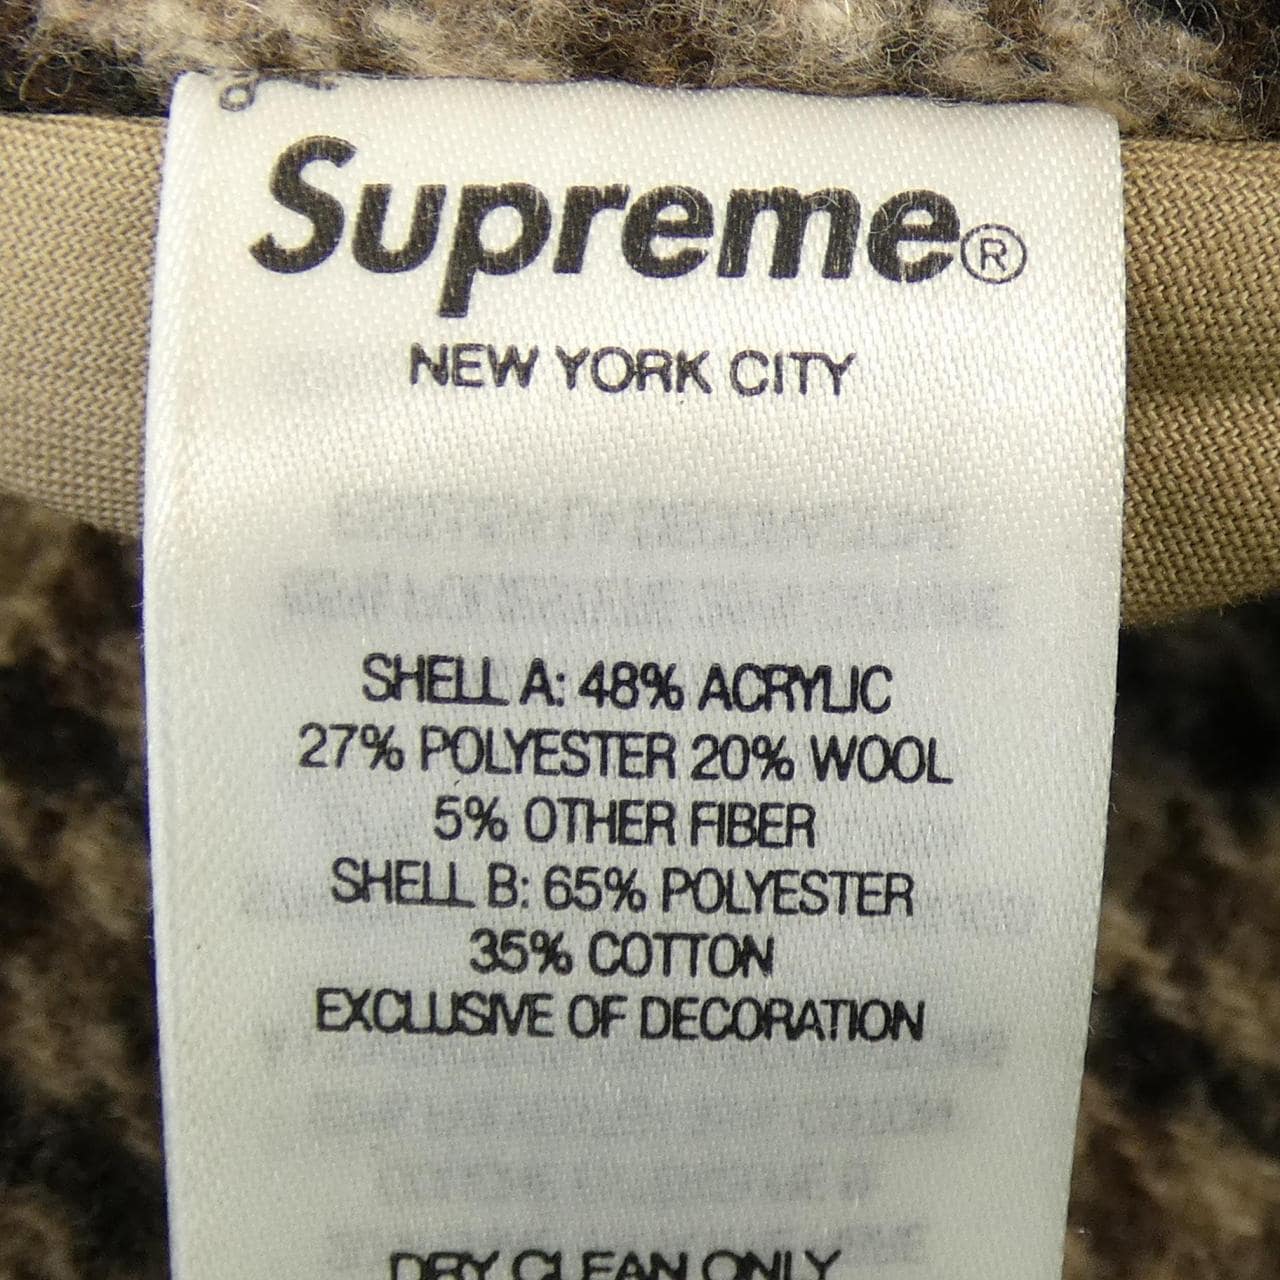 Supreme®
NEW YORK CITY
SHELL A: 48% ACRYLIC
27% POLYESTER 20% WOOL
5% OTHER FIBER
SHELL B: 65% POLYESTER
35% COTTON
EXCLUSIVE OF DECORATION
DRY CLEAN ONLY